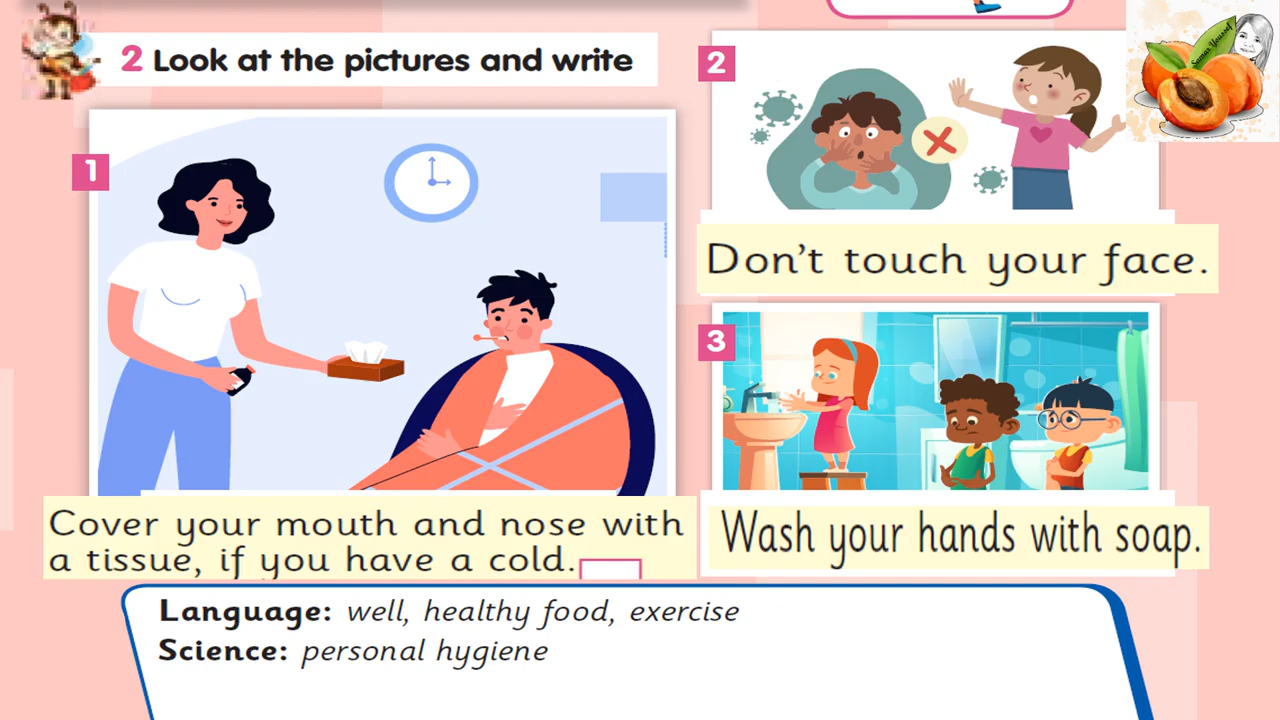 2 Look at the pictures and write
1
Cover your mouth and nose with
a tissue, if you have a cold.
2
Don't touch your face.
3
Wash your hands with soap.
Language: well, healthy food, exercise
Science: personal hygiene
Samar Youssef